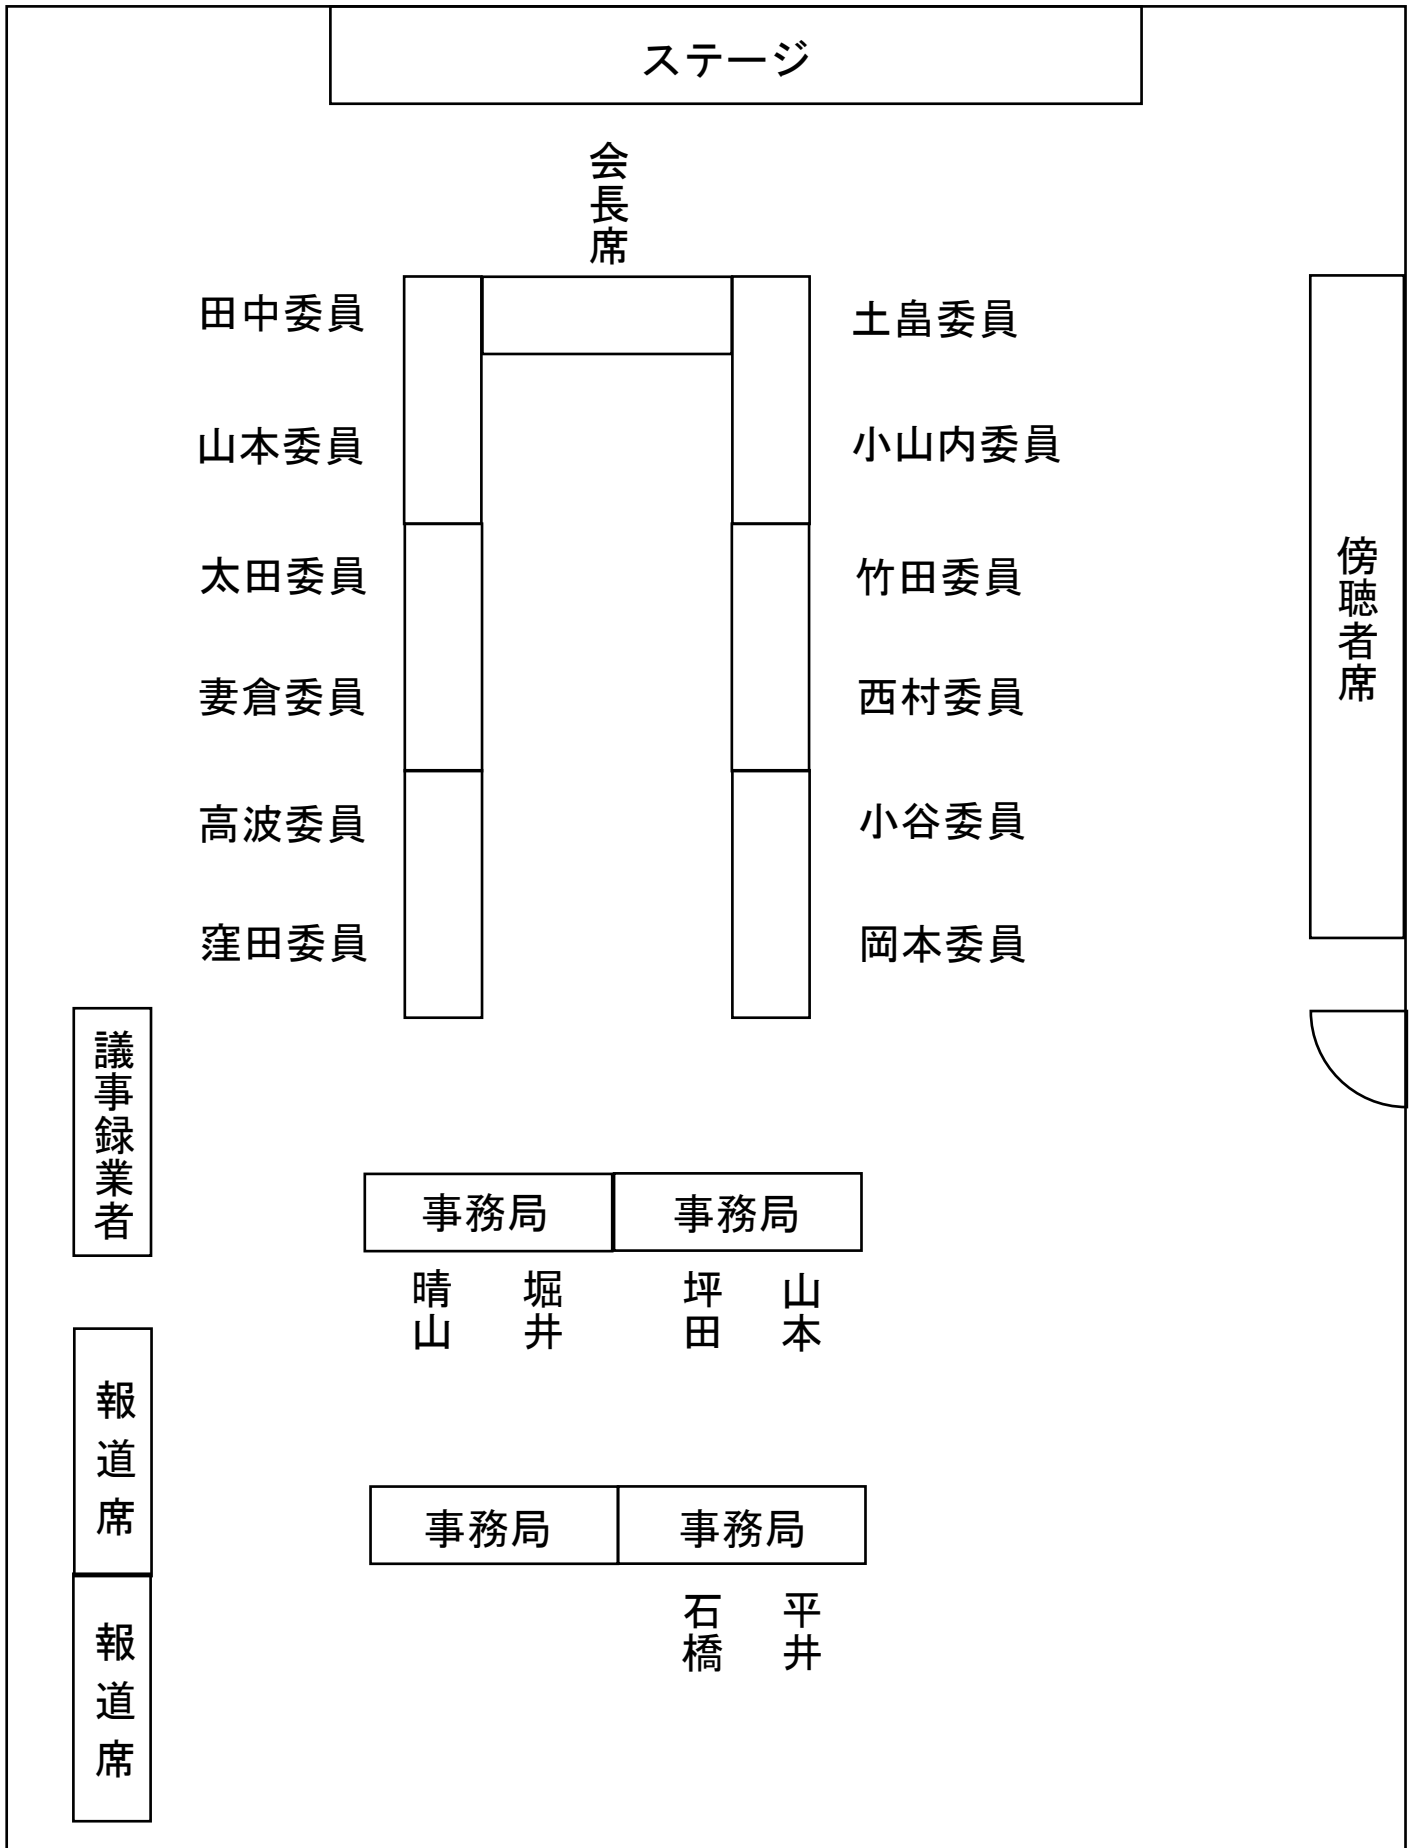 ステージ
会長席
田中委員
土畠委員
山本委員
小山内委員
太田委員
竹田委員
妻倉委員
西村委員
高波委員
小谷委員
窪田委員
岡本委員
傍聴者席
議事録業者
事務局
事務局
晴山
堀井
坪田
山本
報道席
事務局
事務局
石橋
平井
報道席